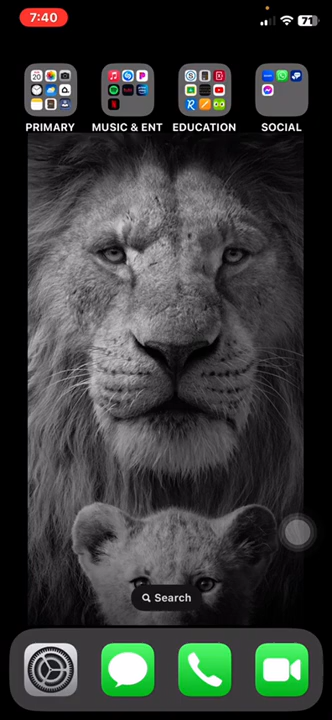 7:40
71
PRIMARY
MUSIC & ENT
EDUCATION
SOCIAL
Search